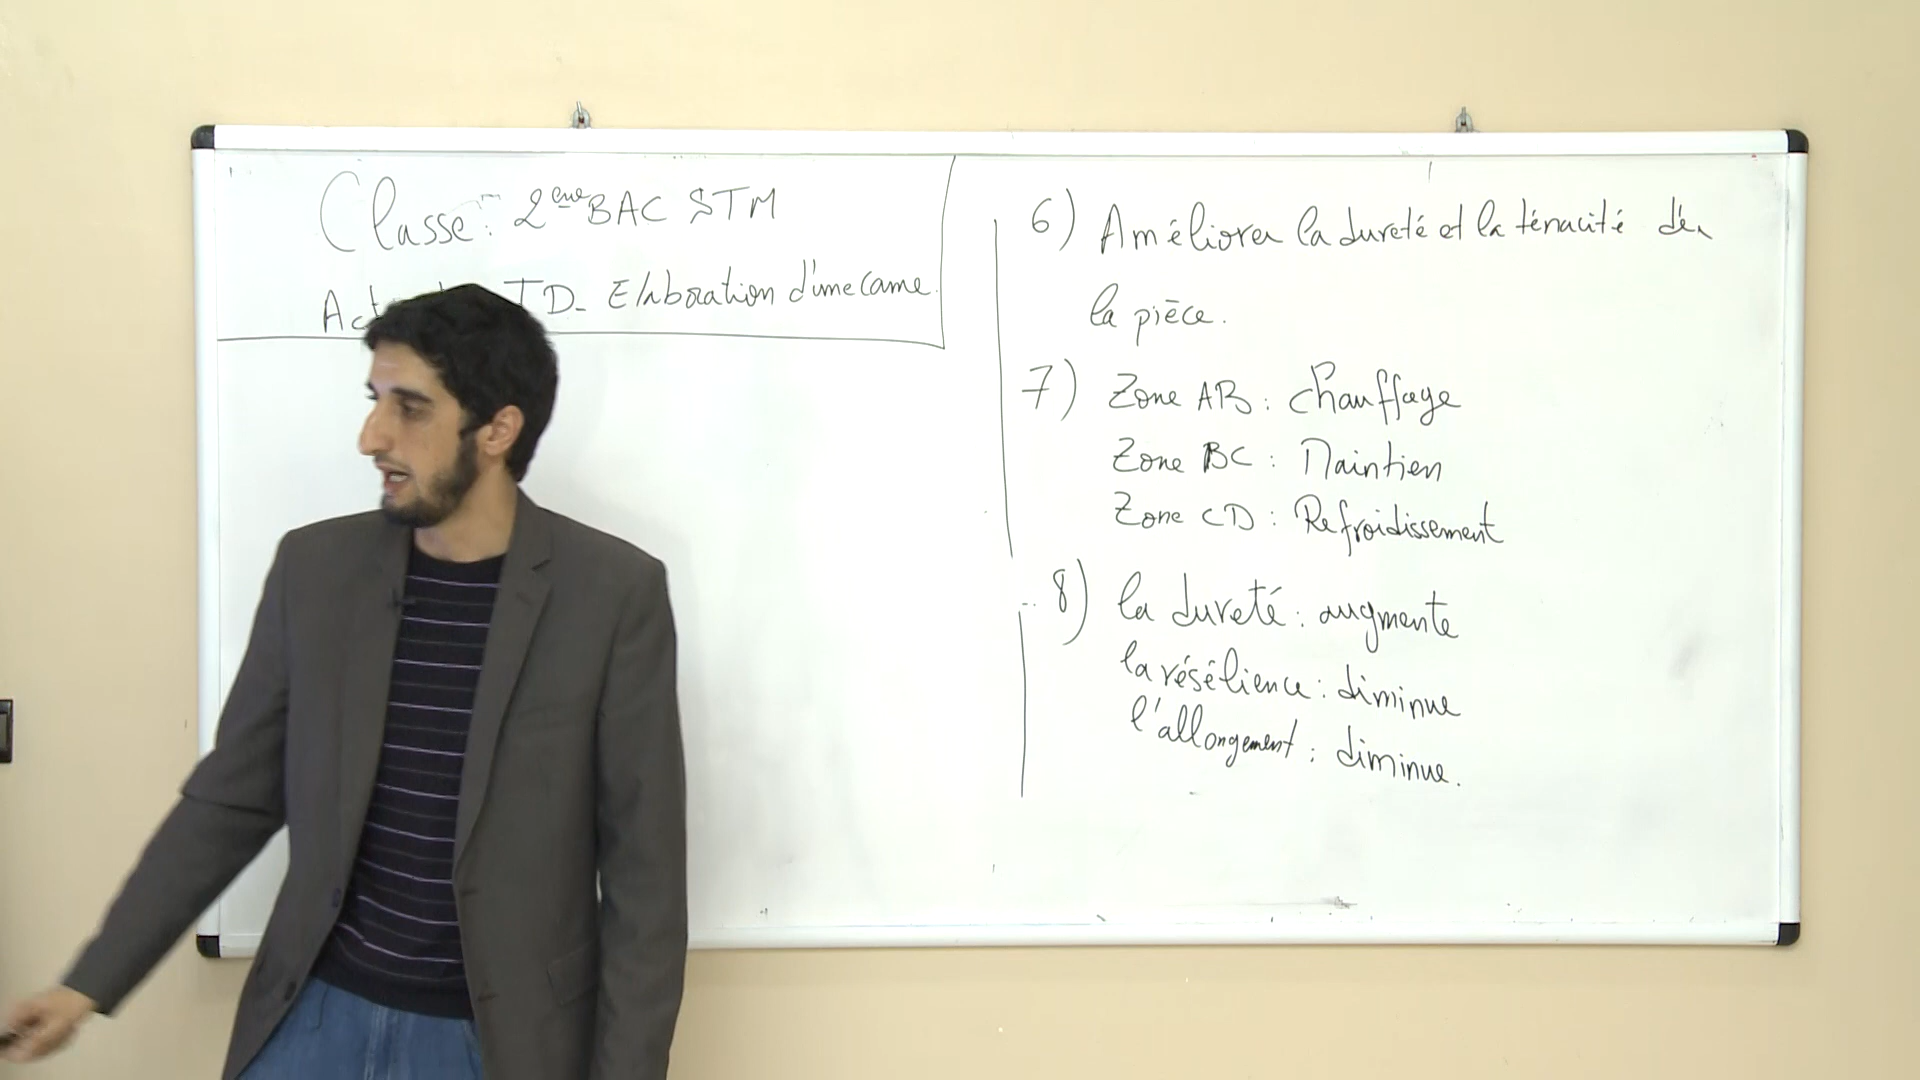 Classe : 2eme BAC STM
TD - Elaboration d'une came.
6) Améliorer la dureté et la ténacité de
la pièce.
7) Zone AB : chauffage
Zone BC : Maintien
Zone CD : Refroidissement
8) la dureté : augmente
la résélience : diminue
l'allongement : diminue.